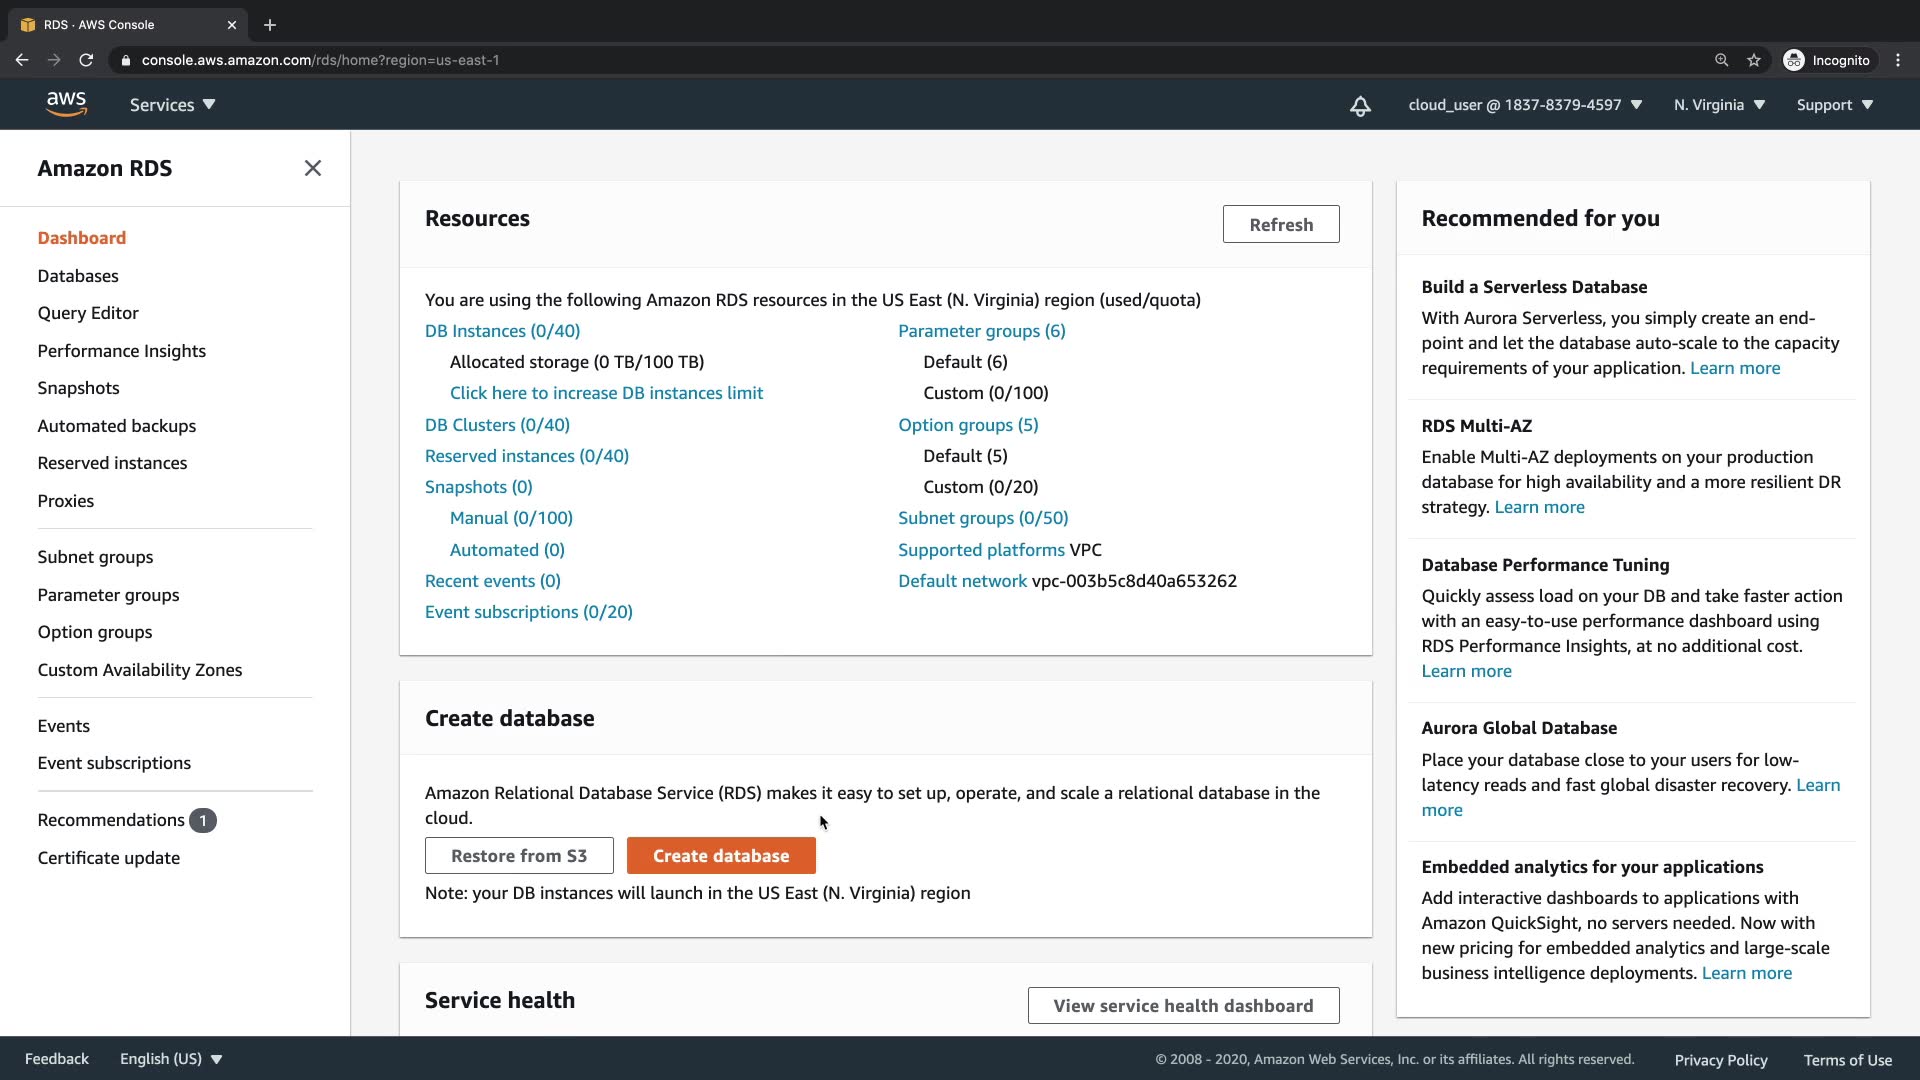 RDS · AWS Console
console.aws.amazon.com/rds/home?region=us-east-1
Incognito
aws
Services
cloud_user @ 1837-8379-4597
N. Virginia
Support
Amazon RDS
Dashboard
Databases
Query Editor
Performance Insights
Snapshots
Automated backups
Reserved instances
Proxies
Subnet groups
Parameter groups
Option groups
Custom Availability Zones
Events
Event subscriptions
Recommendations 1
Certificate update
Resources
Refresh
You are using the following Amazon RDS resources in the US East (N. Virginia) region (used/quota)
DB Instances (0/40)
Allocated storage (0 TB/100 TB)
Click here to increase DB instances limit
DB Clusters (0/40)
Reserved instances (0/40)
Snapshots (0)
Manual (0/100)
Automated (0)
Recent events (0)
Event subscriptions (0/20)
Parameter groups (6)
Default (6)
Custom (0/100)
Option groups (5)
Default (5)
Custom (0/20)
Subnet groups (0/50)
Supported platforms VPC
Default network vpc-003b5c8d40a653262
Create database
Amazon Relational Database Service (RDS) makes it easy to set up, operate, and scale a relational database in the
cloud.
Restore from S3
Create database
Note: your DB instances will launch in the US East (N. Virginia) region
Service health
View service health dashboard
Recommended for you
Build a Serverless Database
With Aurora Serverless, you simply create an end-
point and let the database auto-scale to the capacity
requirements of your application. Learn more
RDS Multi-AZ
Enable Multi-AZ deployments on your production
database for high availability and a more resilient DR
strategy. Learn more
Database Performance Tuning
Quickly assess load on your DB and take faster action
with an easy-to-use performance dashboard using
RDS Performance Insights, at no additional cost.
Learn more
Aurora Global Database
Place your database close to your users for low-
latency reads and fast global disaster recovery. Learn
more
Embedded analytics for your applications
Add interactive dashboards to applications with
Amazon QuickSight, no servers needed. Now with
new pricing for embedded analytics and large-scale
business intelligence deployments. Learn more
Feedback
English (US)
© 2008 - 2020, Amazon Web Services, Inc. or its affiliates. All rights reserved.
Privacy Policy
Terms of Use